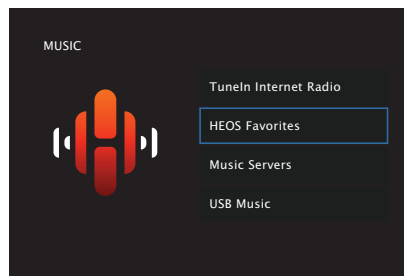 MUSIC
TuneIn Internet Radio
HEOS Favorites
Music Servers
USB Music